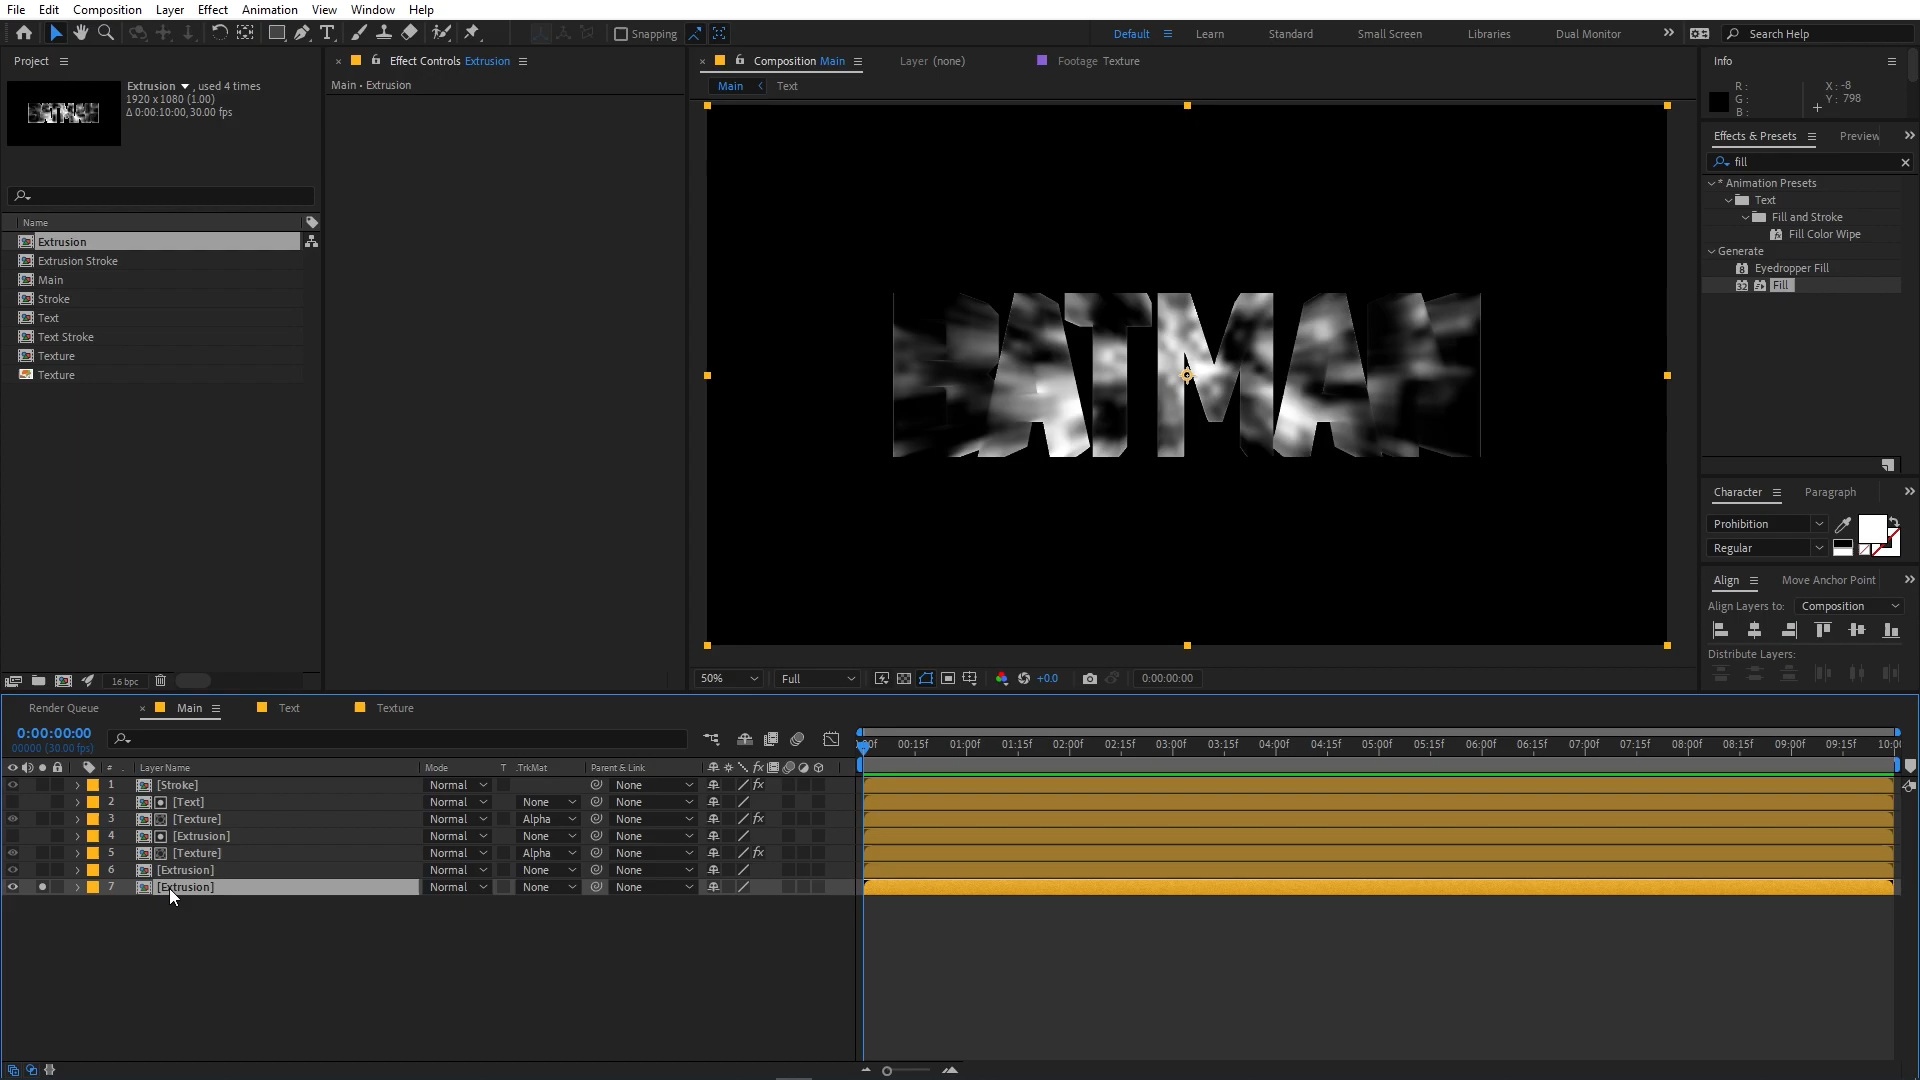 File Edit Composition Layer Effect Animation View Window Help
Snapping
Default Learn Standard Small Screen Libraries Dual Monitor Search Help
Project
Extrusion , used 4 times
1920 x 1080 (1.00)
Δ 0:00:10:00, 30.00 fps
Name
Extrusion
Extrusion Stroke
Main
Stroke
Text
Text Stroke
Texture
Texture
16 bpc
Effect Controls Extrusion
Main • Extrusion
Composition Main Layer (none) Footage Texture
Main Text
BATMAN
50% Full +0.0 0:00:00:00
Info
R : X : -8
G : Y : 798
B :
Effects & Presets Preview
fill
* Animation Presets
Text
Fill and Stroke
Fill Color Wipe
Generate
Eyedropper Fill
Fill
Character Paragraph
Prohibition
Regular
Align Move Anchor Point
Align Layers to: Composition
Distribute Layers:
Render Queue Main Text Texture
0:00:00:00
00000 (30.00 fps)
:00f 00:15f 01:00f 01:15f 02:00f 02:15f 03:00f 03:15f 04:00f 04:15f 05:00f 05:15f 06:00f 06:15f 07:00f 07:15f 08:00f 08:15f 09:00f 09:15f 10:00
# Layer Name Mode T .TrkMat Parent & Link
1 [Stroke] Normal None
2 [Text] Normal None None
3 [Texture] Normal Alpha None
4 [Extrusion] Normal None None
5 [Texture] Normal Alpha None
6 [Extrusion] Normal None None
7 [Extrusion] Normal None None